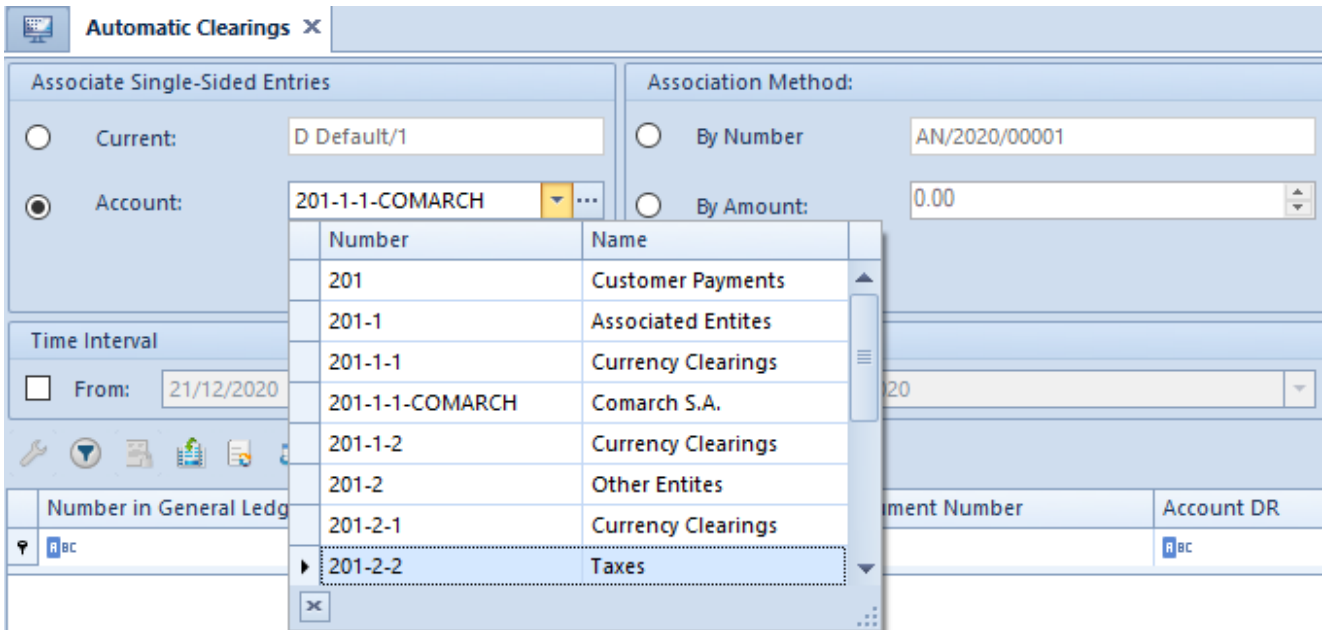 Automatic Clearings
Associate Single-Sided Entries
Association Method:
Current: D Default/1
By Number AN/2020/00001
Account: 201-1-1-COMARCH
By Amount: 0.00
Number Name
201 Customer Payments
201-1 Associated Entites
201-1-1 Currency Clearings
201-1-1-COMARCH Comarch S.A.
201-1-2 Currency Clearings
201-2 Other Entites
201-2-1 Currency Clearings
201-2-2 Taxes
Time Interval
From: 21/12/2020
Number in General
Number Account DR
ABC ABC